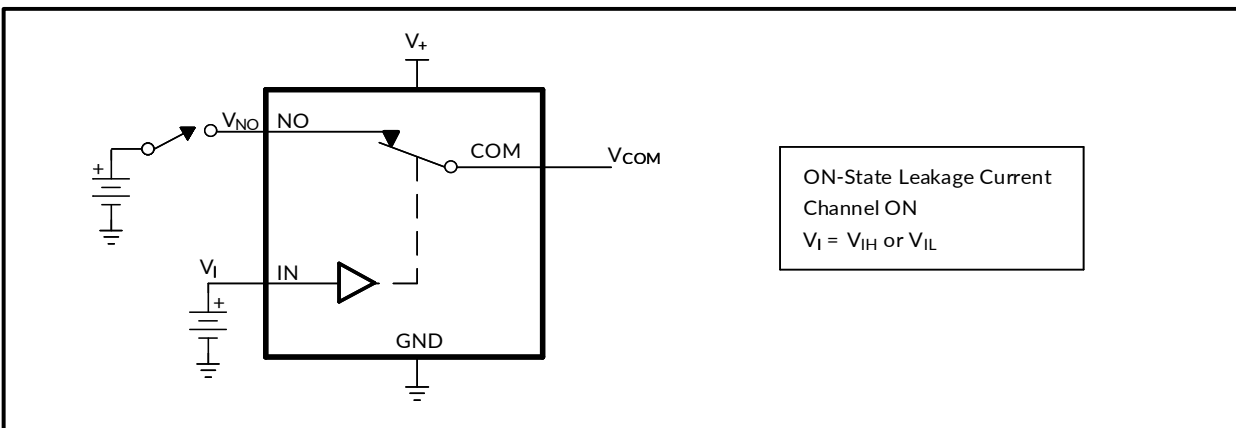 V+
VNO NO
COM
VCOM
+
VI IN
+
GND
ON-State Leakage Current
Channel ON
VI = VIH or VIL